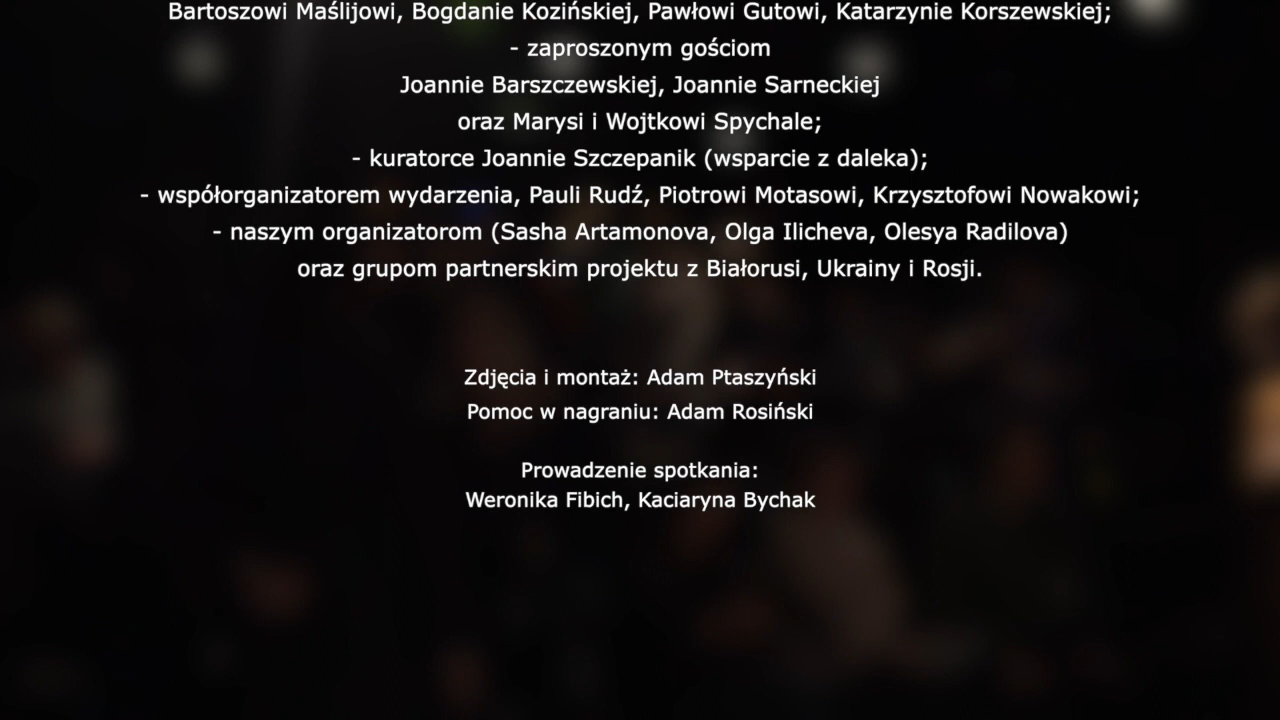 Bartoszowi Maślijowi, Bogdanie Kozińskiej, Pawłowi Gutowi, Katarzynie Korszewskiej;
- zaproszonym gościom
Joannie Barszczewskiej, Joannie Sarneckiej
oraz Marysi i Wojtkowi Spychale;
- kuratorce Joannie Szczepanik (wsparcie z daleka);
- współorganizatorem wydarzenia, Pauli Rudź, Piotrowi Motasowi, Krzysztofowi Nowakowi;
- naszym organizatorom (Sasha Artamonova, Olga Ilicheva, Olesya Radilova)
oraz grupom partnerskim projektu z Białorusi, Ukrainy i Rosji.
Zdjęcia i montaż: Adam Ptaszyński
Pomoc w nagraniu: Adam Rosiński
Prowadzenie spotkania:
Weronika Fibich, Kaciaryna Bychak